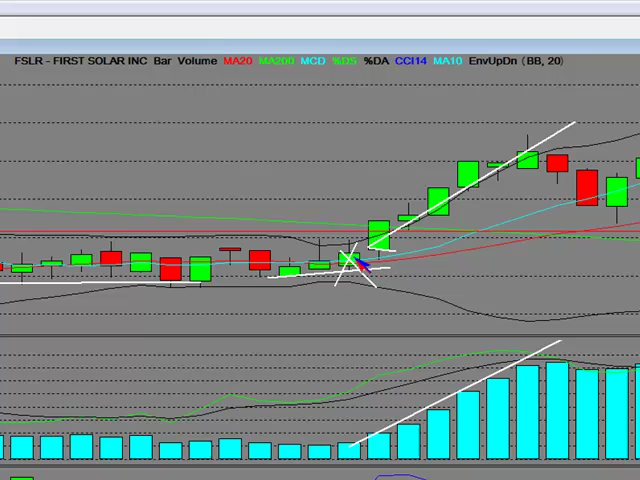 FSLR - FIRST SOLAR INC Bar Volume MA20 MA200 MCD %DS %DA CCI14 MA10 EnvUpDn (BB, 20)